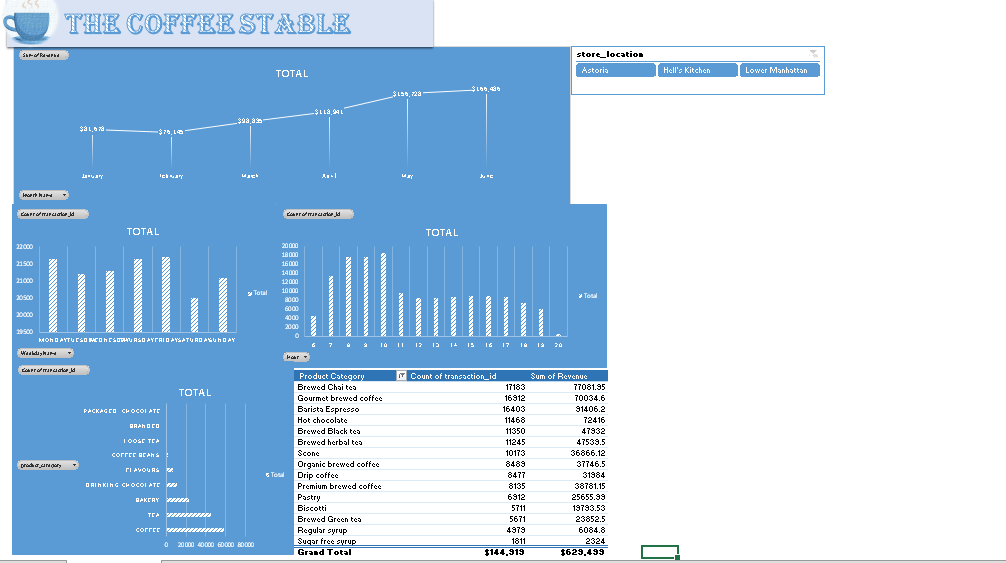 THE COFFEE STABLE
Sum of Revenue
TOTAL
$81,678
$76,145
$98,835
$118,941
$156,728
$166,486
January
February
March
April
May
June
Month Name
store_location
Astoria
Hell's Kitchen
Lower Manhattan
Count of transaction_id
TOTAL
22000
21500
21000
20500
20000
19500
MONDAY TUESDAY WEDNESDAY THURSDAY FRIDAY SATURDAY SUNDAY
Total
Weekday Name
Count of transaction_id
TOTAL
20000
18000
16000
14000
12000
10000
8000
6000
4000
2000
0
6 7 8 9 10 11 12 13 14 15 16 17 18 19 20
Total
Hour
Count of transaction_id
TOTAL
PACKAGED CHOCOLATE
BRANDED
LOOSE TEA
COFFEE BEANS
FLAVOURS
DRINKING CHOCOLATE
BAKERY
TEA
COFFEE
0 20000 40000 60000 80000
product_category
Total
Product Category Count of transaction_id Sum of Revenue
Brewed Chai tea 17183 77081.95
Gourmet brewed coffee 16912 70034.6
Barista Espresso 16403 91406.2
Hot chocolate 11468 72416
Brewed Black tea 11350 47932
Brewed herbal tea 11245 47539.5
Scone 10173 36866.12
Organic brewed coffee 8489 37746.5
Drip coffee 8477 31984
Premium brewed coffee 8135 38781.15
Pastry 6912 25655.99
Biscotti 5711 19793.53
Brewed Green tea 5671 23852.5
Regular syrup 4979 6084.8
Sugar free syrup 1811 2324
Grand Total $144,919 $629,499